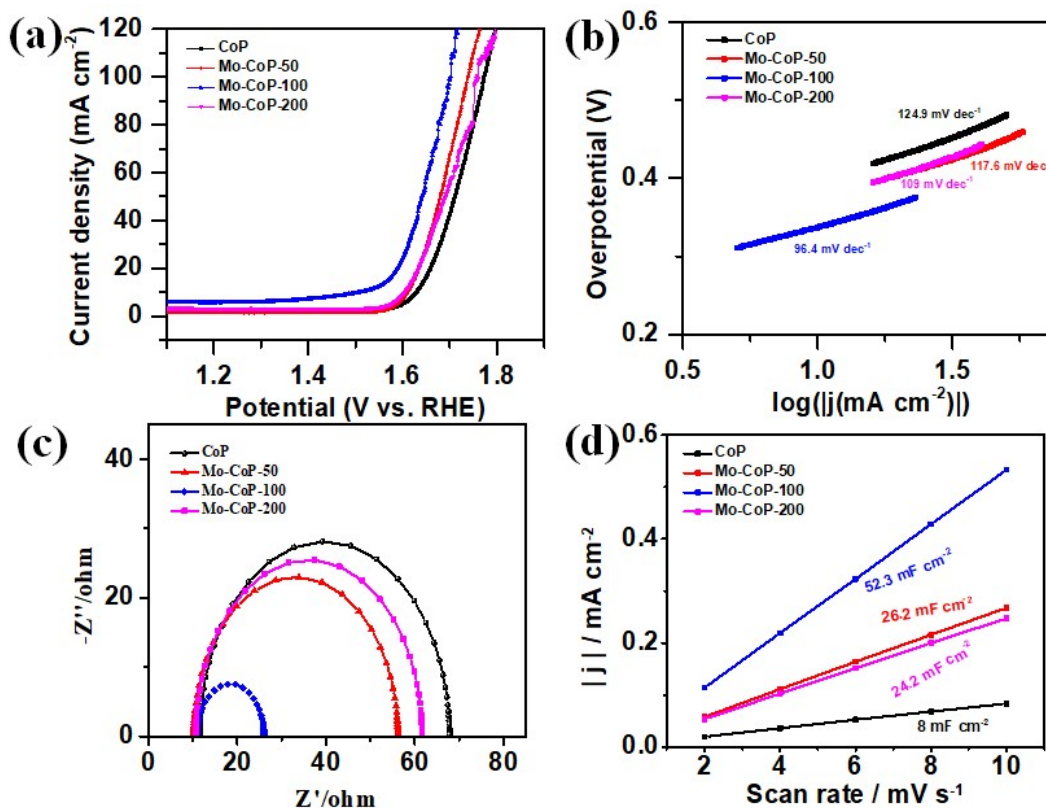 (a)
CoP
Mo-CoP-50
Mo-CoP-100
Mo-CoP-200
Current density (mA cm-2)
120
100
80
60
40
20
0
1.2 1.3 1.4 1.5 1.6 1.7 1.8
Potential (V vs. RHE)
(b)
CoP
Mo-CoP-50
Mo-CoP-100
Mo-CoP-200
Overpotential (V)
0.6
0.4
0.2
124.9 mV dec-1
117.6 mV dec
109 mV dec-1
96.4 mV dec-1
0.5 1.0 1.5
log(|j(mA cm-2)|)
(c)
CoP
Mo-CoP-50
Mo-CoP-100
Mo-CoP-200
-Z''/ohm
40
20
0
0 20 40 60 80
Z'/ohm
(d)
CoP
Mo-CoP-50
Mo-CoP-100
Mo-CoP-200
| j | / mA cm-2
0.6
0.4
0.2
0.0
52.3 mF cm-2
26.2 mF cm-2
24.2 mF cm-2
8 mF cm-2
2 4 6 8 10
Scan rate / mV s-1